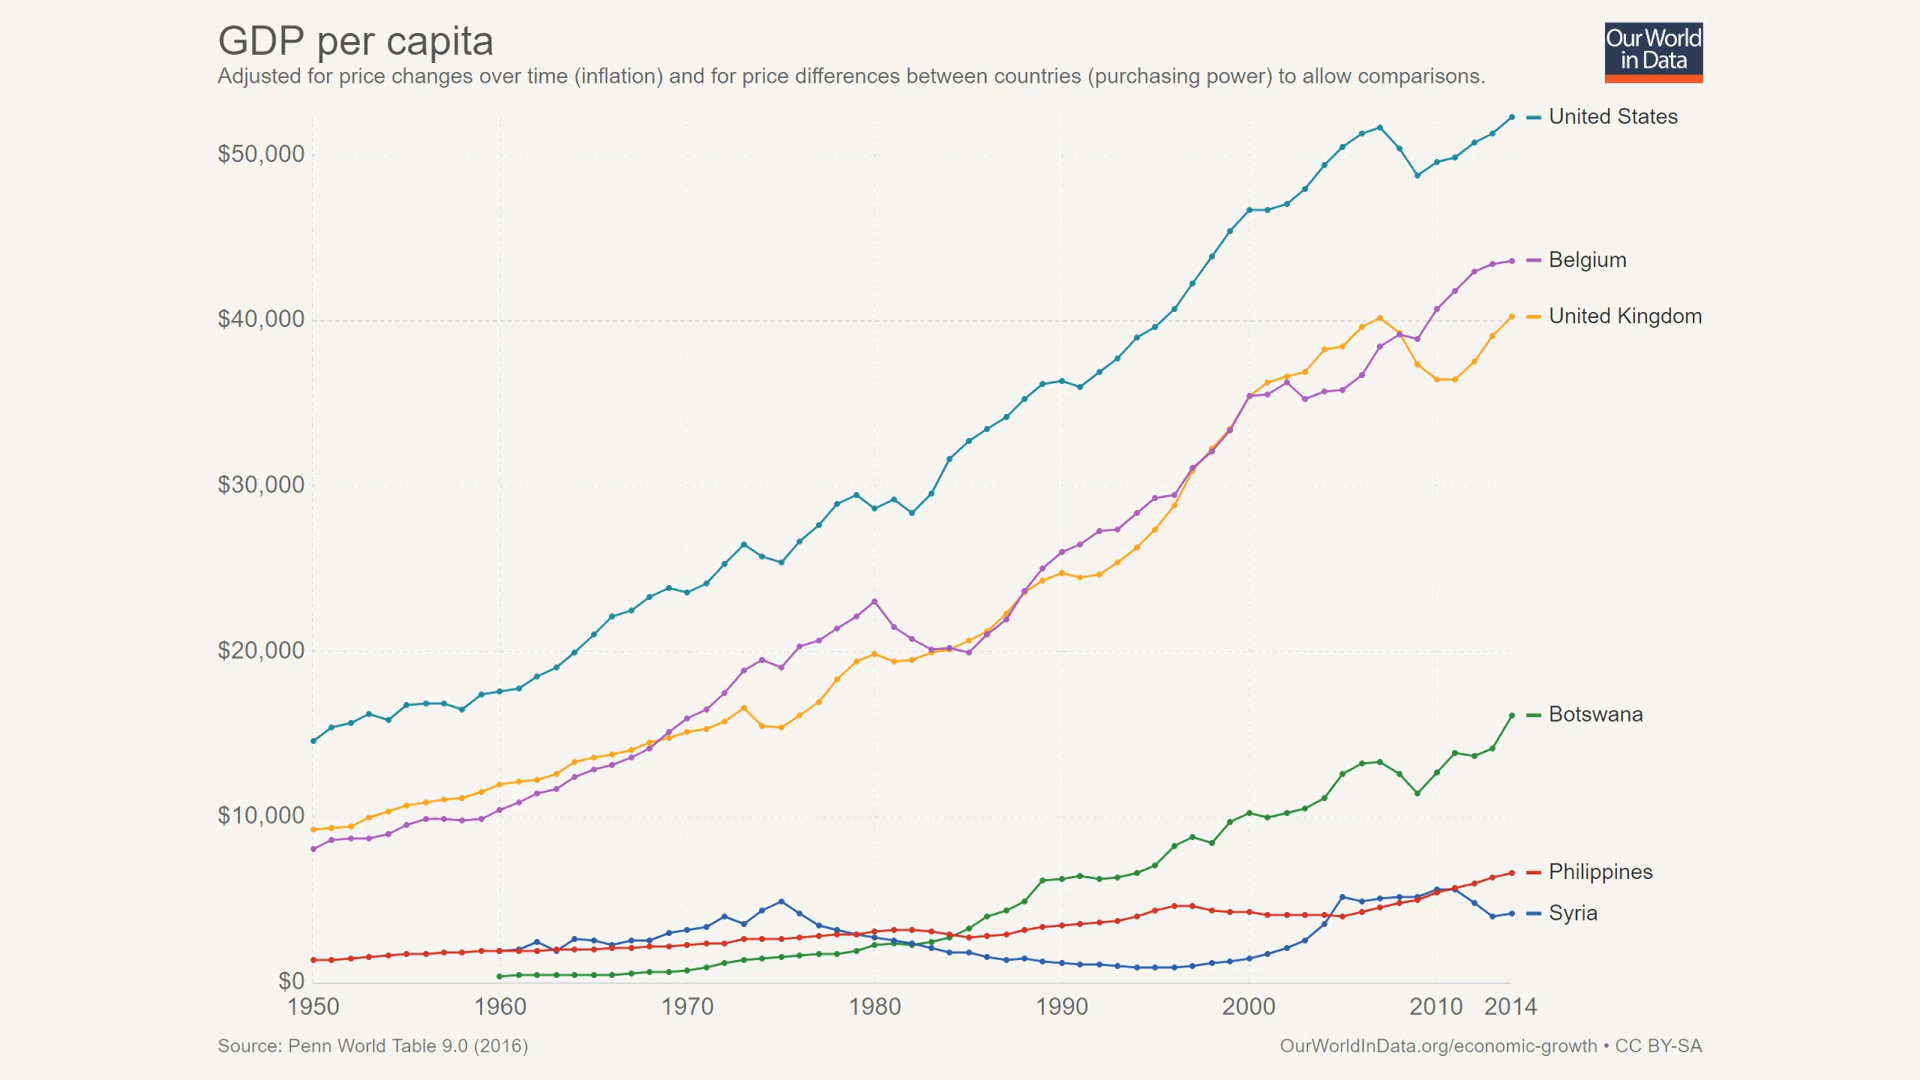 GDP per capita
Adjusted for price changes over time (inflation) and for price differences between countries (purchasing power) to allow comparisons.
Our World
in Data
United States
$50,000
Belgium
United Kingdom
$40,000
$30,000
$20,000
Botswana
$10,000
Philippines
Syria
$0
1950 1960 1970 1980 1990 2000 2010 2014
Source: Penn World Table 9.0 (2016)
OurWorldInData.org/economic-growth • CC BY-SA